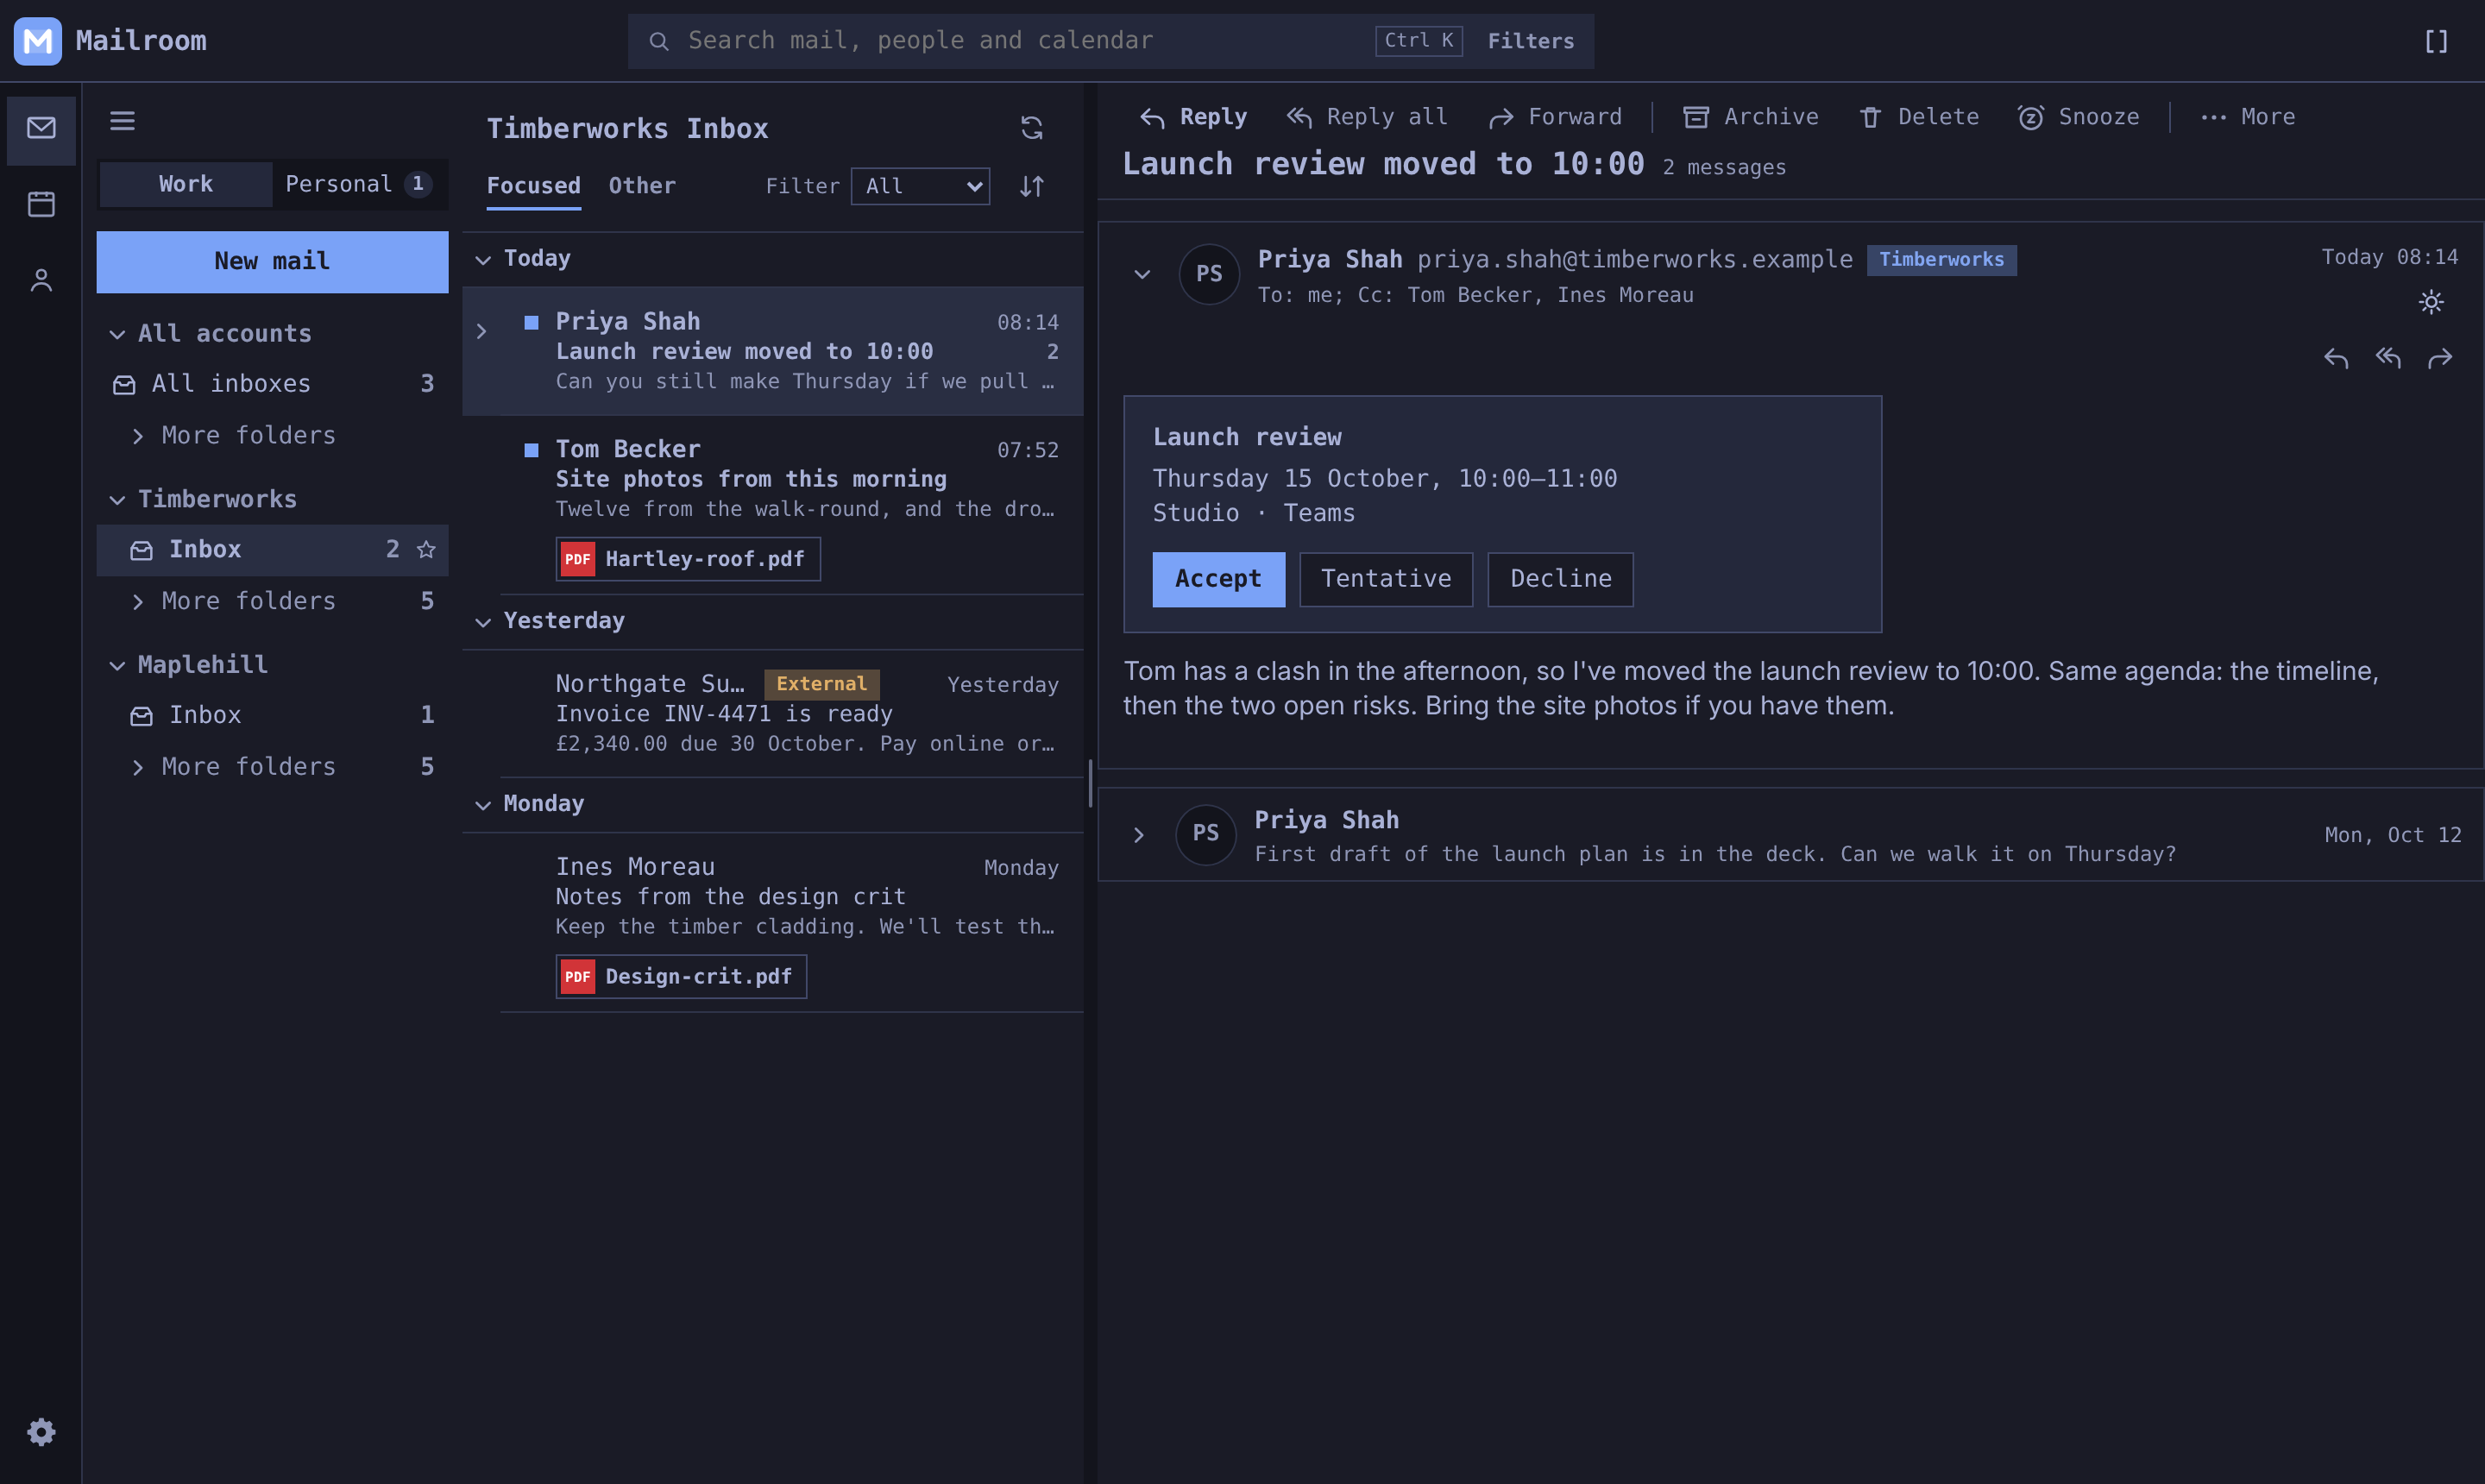 Mailroom
Search mail, people and calendar
Ctrl K
Filters
Work
Personal 1
New mail
All accounts
All inboxes 3
More folders
Timberworks
Inbox 2
More folders 5
Maplehill
Inbox 1
More folders 5
Timberworks Inbox
Focused Other Filter All
Today
Priya Shah 08:14
Launch review moved to 10:00 2
Can you still make Thursday if we pull …
Tom Becker 07:52
Site photos from this morning
Twelve from the walk-round, and the dro…
PDF Hartley-roof.pdf
Yesterday
Northgate Su… External Yesterday
Invoice INV-4471 is ready
£2,340.00 due 30 October. Pay online or…
Monday
Ines Moreau Monday
Notes from the design crit
Keep the timber cladding. We'll test th…
PDF Design-crit.pdf
Reply Reply all Forward Archive Delete Snooze More
Launch review moved to 10:00 2 messages
PS
Priya Shah priya.shah@timberworks.example Timberworks Today 08:14
To: me; Cc: Tom Becker, Ines Moreau
Launch review
Thursday 15 October, 10:00–11:00
Studio · Teams
Accept Tentative Decline
Tom has a clash in the afternoon, so I've moved the launch review to 10:00. Same agenda: the timeline,
then the two open risks. Bring the site photos if you have them.
PS
Priya Shah Mon, Oct 12
First draft of the launch plan is in the deck. Can we walk it on Thursday?